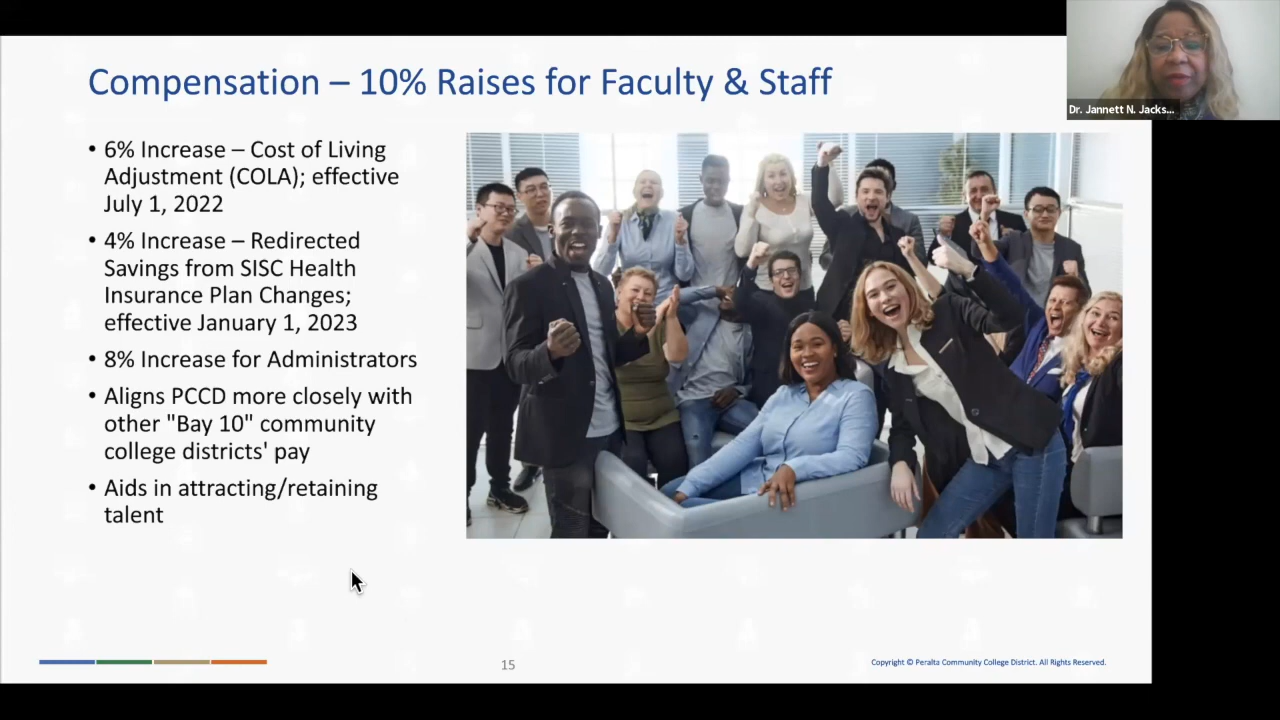 Compensation – 10% Raises for Faculty & Staff
Dr. Jannett N. Jacks...
• 6% Increase – Cost of Living
Adjustment (COLA); effective
July 1, 2022
• 4% Increase – Redirected
Savings from SISC Health
Insurance Plan Changes;
effective January 1, 2023
• 8% Increase for Administrators
• Aligns PCCD more closely with
other "Bay 10" community
college districts' pay
• Aids in attracting/retaining
talent
15
Copyright © Peralta Community College District. All Rights Reserved.